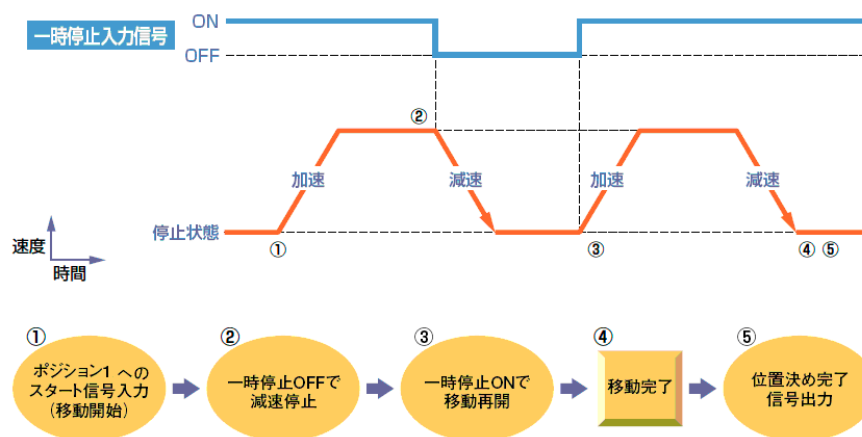 ON
一時停止入力信号
OFF
②
加速
減速
加速
減速
停止状態
①
③
④ ⑤
速度
時間
①
ポジション1 への
スタート信号入力
(移動開始)
②
一時停止OFFで
減速停止
③
一時停止ONで
移動再開
④
移動完了
⑤
位置決め完了
信号出力